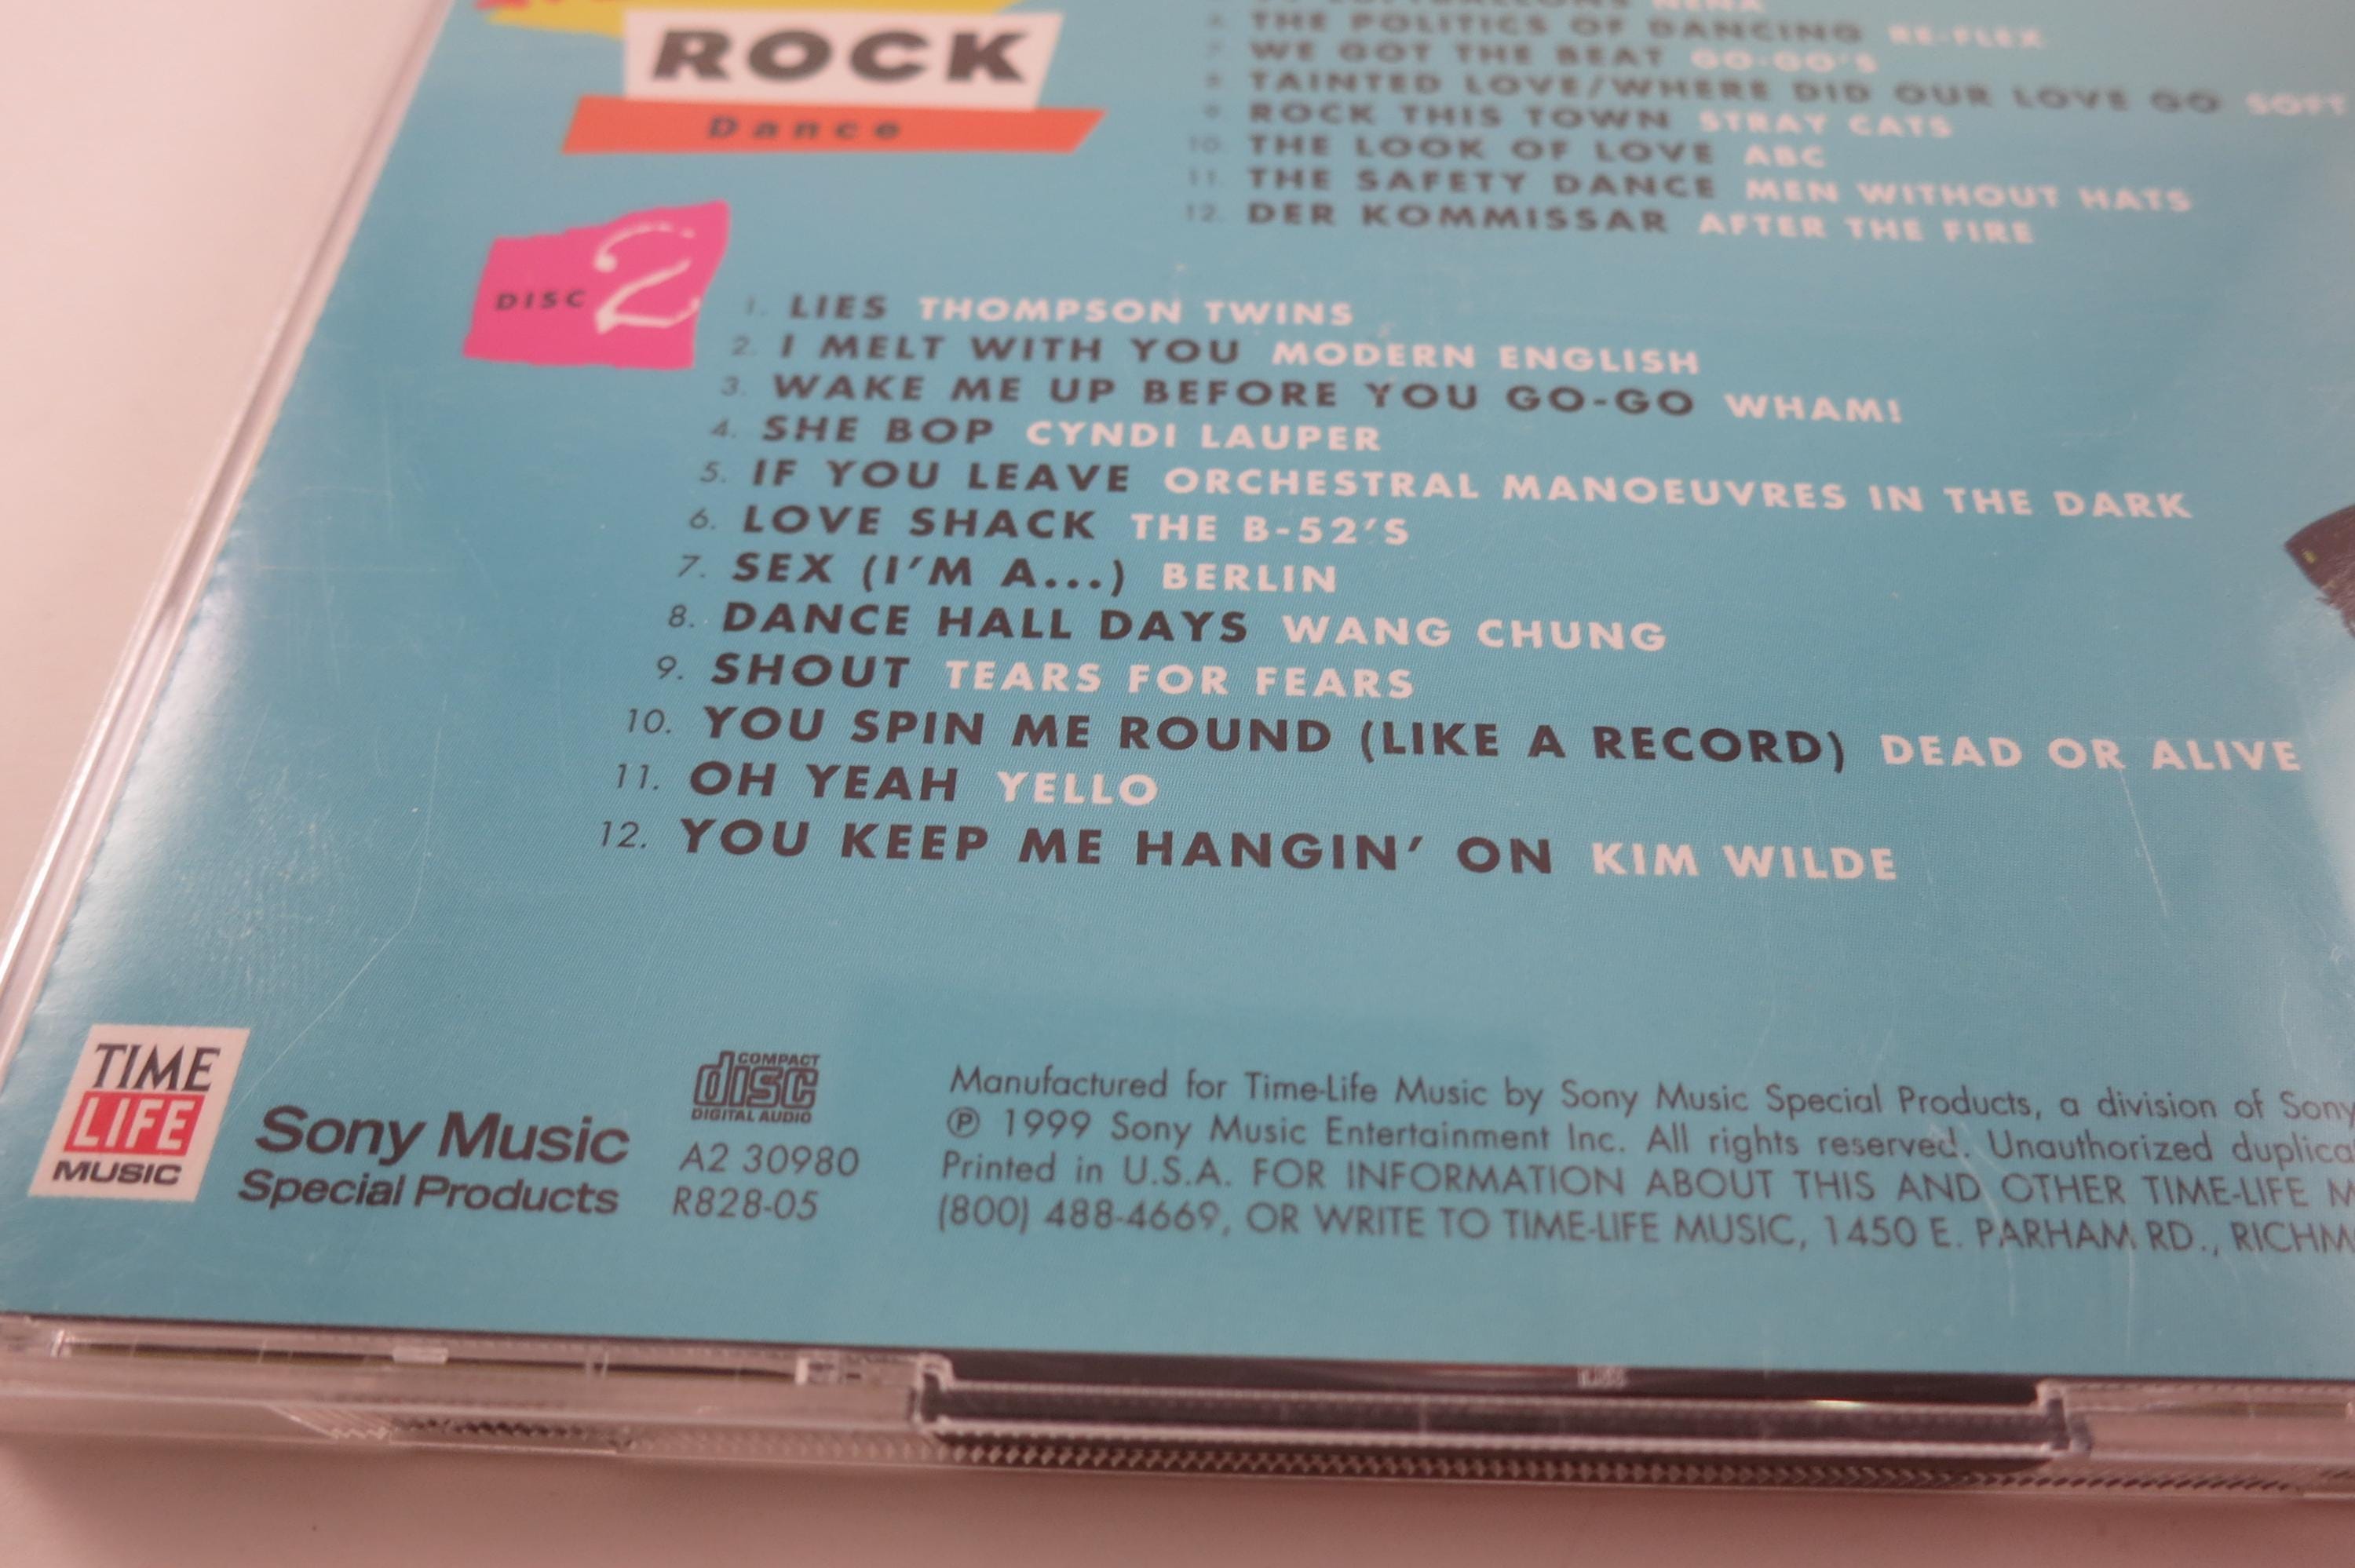 ROCK
Dance
NENA
THE POLITICS OF DANCING RE-FLEX
7. WE GOT THE BEAT GO-GO'S
8. TAINTED LOVE/WHERE DID OUR LOVE GO SOFT
9. ROCK THIS TOWN STRAY CATS
10. THE LOOK OF LOVE ABC
11. THE SAFETY DANCE MEN WITHOUT HATS
12. DER KOMMISSAR AFTER THE FIRE
DISC 2
1. LIES THOMPSON TWINS
2. I MELT WITH YOU MODERN ENGLISH
3. WAKE ME UP BEFORE YOU GO-GO WHAM!
4. SHE BOP CYNDI LAUPER
5. IF YOU LEAVE ORCHESTRAL MANOEUVRES IN THE DARK
6. LOVE SHACK THE B-52'S
7. SEX (I'M A...) BERLIN
8. DANCE HALL DAYS WANG CHUNG
9. SHOUT TEARS FOR FEARS
10. YOU SPIN ME ROUND (LIKE A RECORD) DEAD OR ALIVE
11. OH YEAH YELLO
12. YOU KEEP ME HANGIN' ON KIM WILDE
TIME
LIFE
MUSIC
Sony Music
Special Products
COMPACT
disc
DIGITAL AUDIO
A2 30980
R828-05
Manufactured for Time-Life Music by Sony Music Special Products, a division of Sony
℗ 1999 Sony Music Entertainment Inc. All rights reserved. Unauthorized duplica
Printed in U.S.A. FOR INFORMATION ABOUT THIS AND OTHER TIME-LIFE M
(800) 488-4669, OR WRITE TO TIME-LIFE MUSIC, 1450 E. PARHAM RD., RICHM